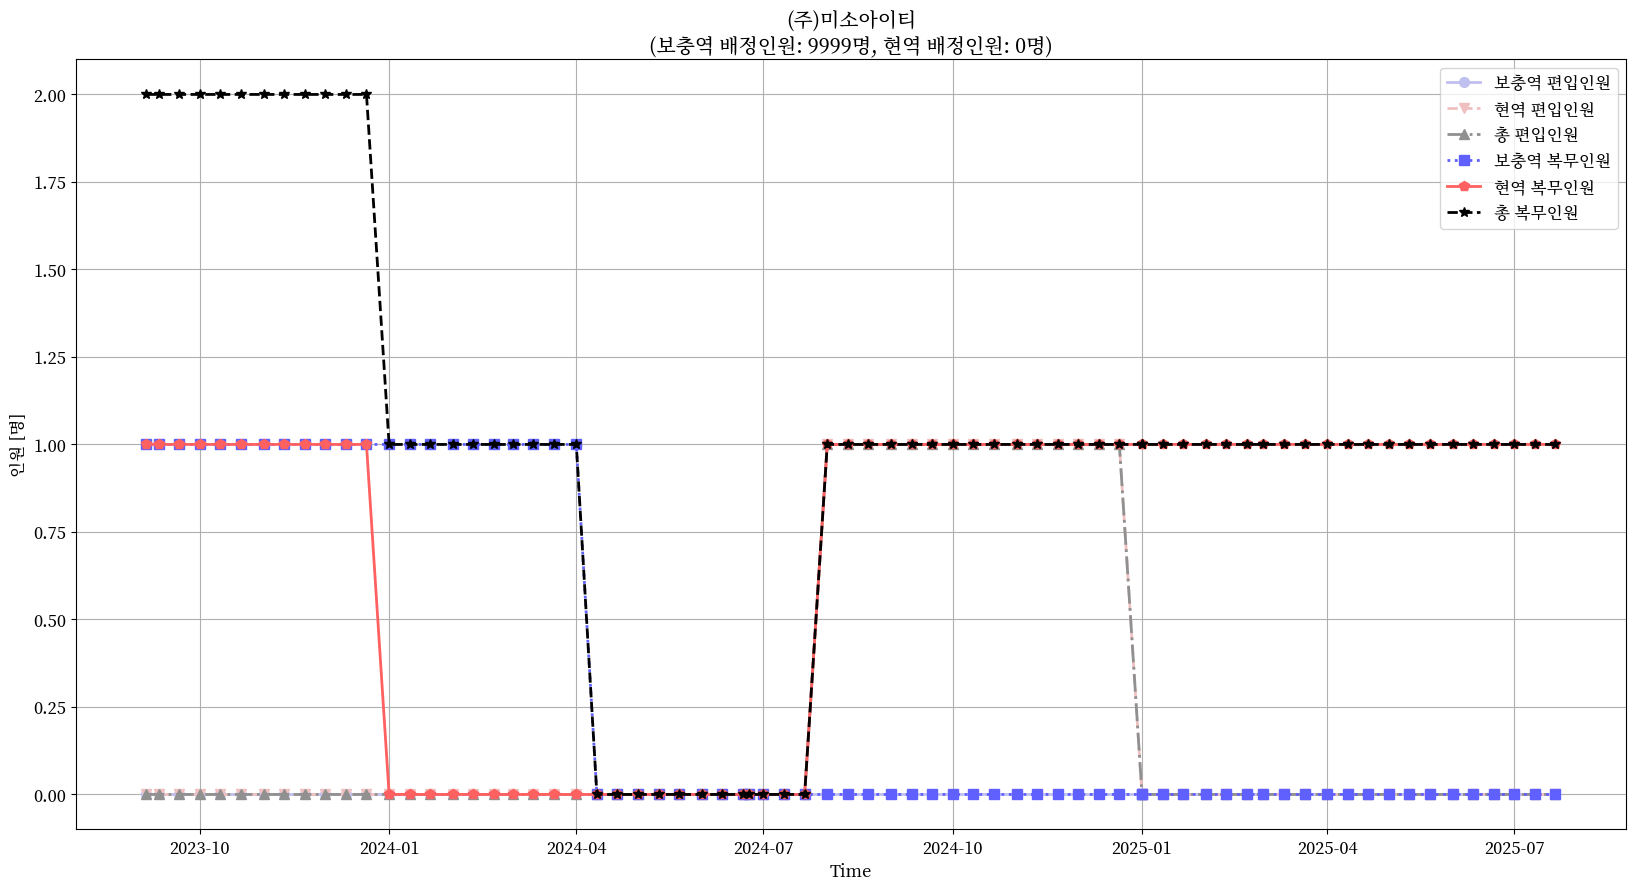 (주)미소아이티
(보충역 배정인원: 9999명, 현역 배정인원: 0명)
보충역 편입인원
현역 편입인원
총 편입인원
보충역 복무인원
현역 복무인원
총 복무인원
2.00
1.75
1.50
1.25
1.00
0.75
0.50
0.25
0.00
인원 [명]
2023-10
2024-01
2024-04
2024-07
2024-10
2025-01
2025-04
2025-07
Time